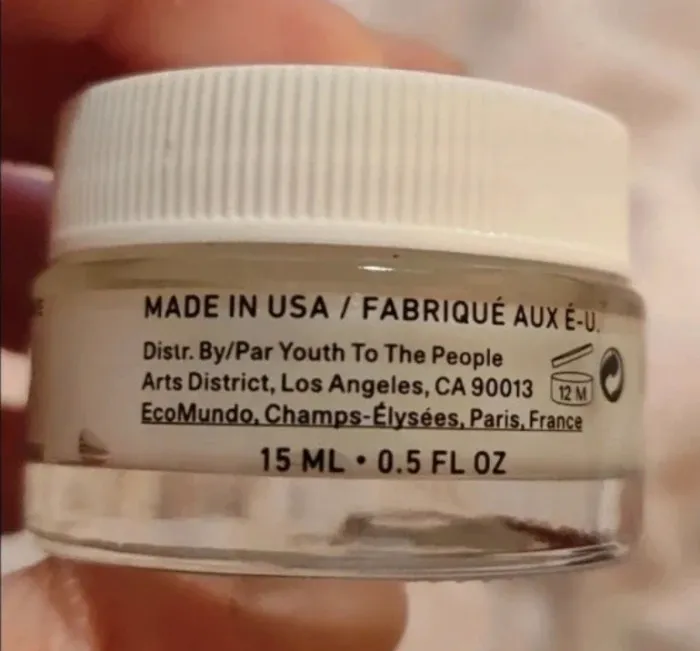 MADE IN USA / FABRIQUÉ AUX É-U.
Distr. By/Par Youth To The People
Arts District, Los Angeles, CA 90013
12 M
EcoMundo, Champs-Élysées, Paris, France
15 ML • 0.5 FL OZ